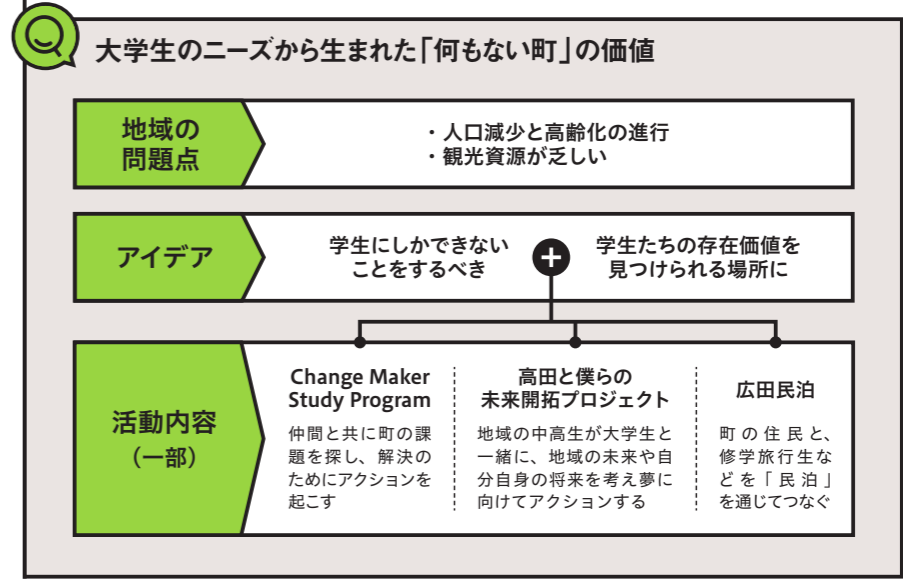 大学生のニーズから生まれた「何もない町」の価値
地域の
問題点
・人口減少と高齢化の進行
・観光資源が乏しい
アイデア
学生にしかできない
ことをするべき
学生たちの存在価値を
見つけられる場所に
活動内容
（一部）
Change Maker
Study Program
仲間と共に町の課
題を探し、解決の
ためにアクションを
起こす
高田と僕らの
未来開拓プロジェクト
地域の中高生が大学生と
一緒に、地域の未来や自
分自身の将来を考え夢に
向けてアクションする
広田民泊
町の住民と、
修学旅行生な
どを「民泊」
を通じてつなぐ